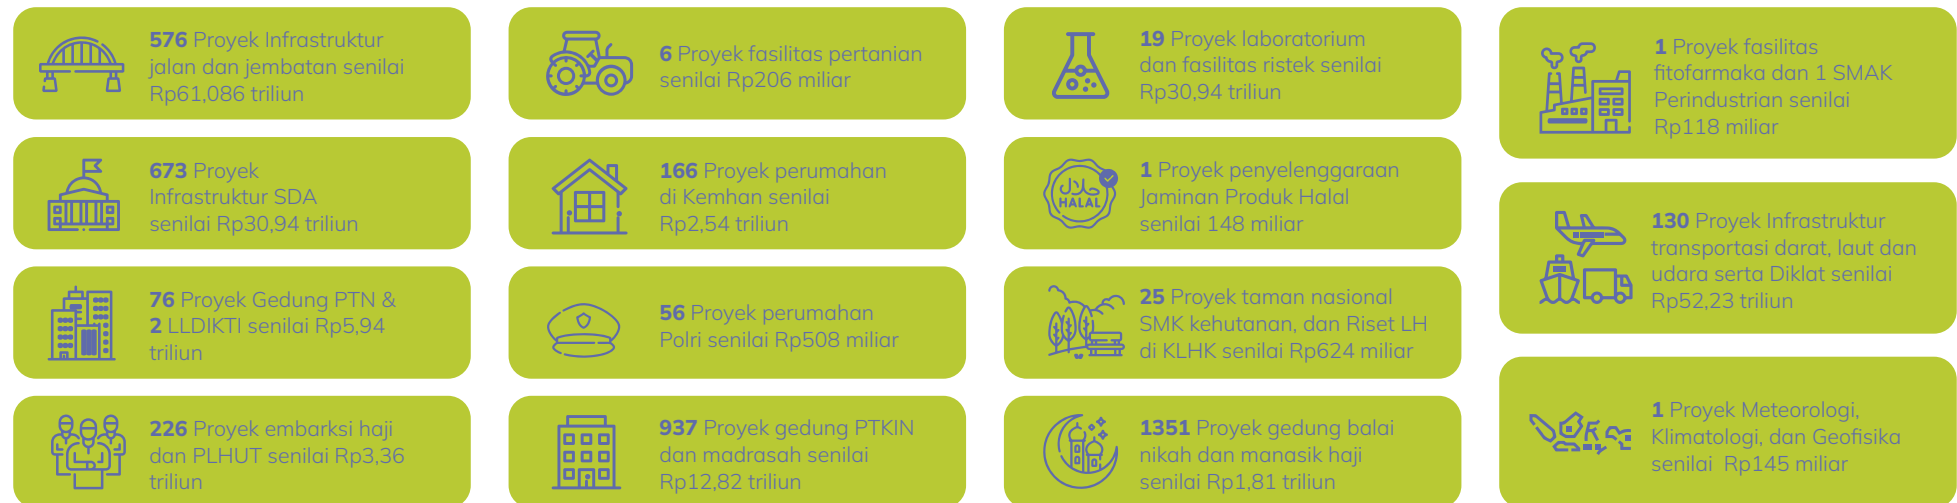 576 Proyek Infrastruktur
jalan dan jembatan senilai
Rp61,086 triliun
673 Proyek
Infrastruktur SDA
senilai Rp30,94 triliun
76 Proyek Gedung PTN &
2 LLDIKTI senilai Rp5,94
triliun
226 Proyek embarksi haji
dan PLHUT senilai Rp3,36
triliun
6 Proyek fasilitas pertanian
senilai Rp206 miliar
166 Proyek perumahan
di Kemhan senilai
Rp2,54 triliun
56 Proyek perumahan
Polri senilai Rp508 miliar
937 Proyek gedung PTKIN
dan madrasah senilai
Rp12,82 triliun
19 Proyek laboratorium
dan fasilitas ristek senilai
Rp30,94 triliun
حلال
HALAL
1 Proyek penyelenggaraan
Jaminan Produk Halal
senilai 148 miliar
25 Proyek taman nasional
SMK kehutanan, dan Riset LH
di KLHK senilai Rp624 miliar
1351 Proyek gedung balai
nikah dan manasik haji
senilai Rp1,81 triliun
1 Proyek fasilitas
fitofarmaka dan 1 SMAK
Perindustrian senilai
Rp118 miliar
130 Proyek Infrastruktur
transportasi darat, laut dan
udara serta Diklat senilai
Rp52,23 triliun
1 Proyek Meteorologi,
Klimatologi, dan Geofisika
senilai Rp145 miliar